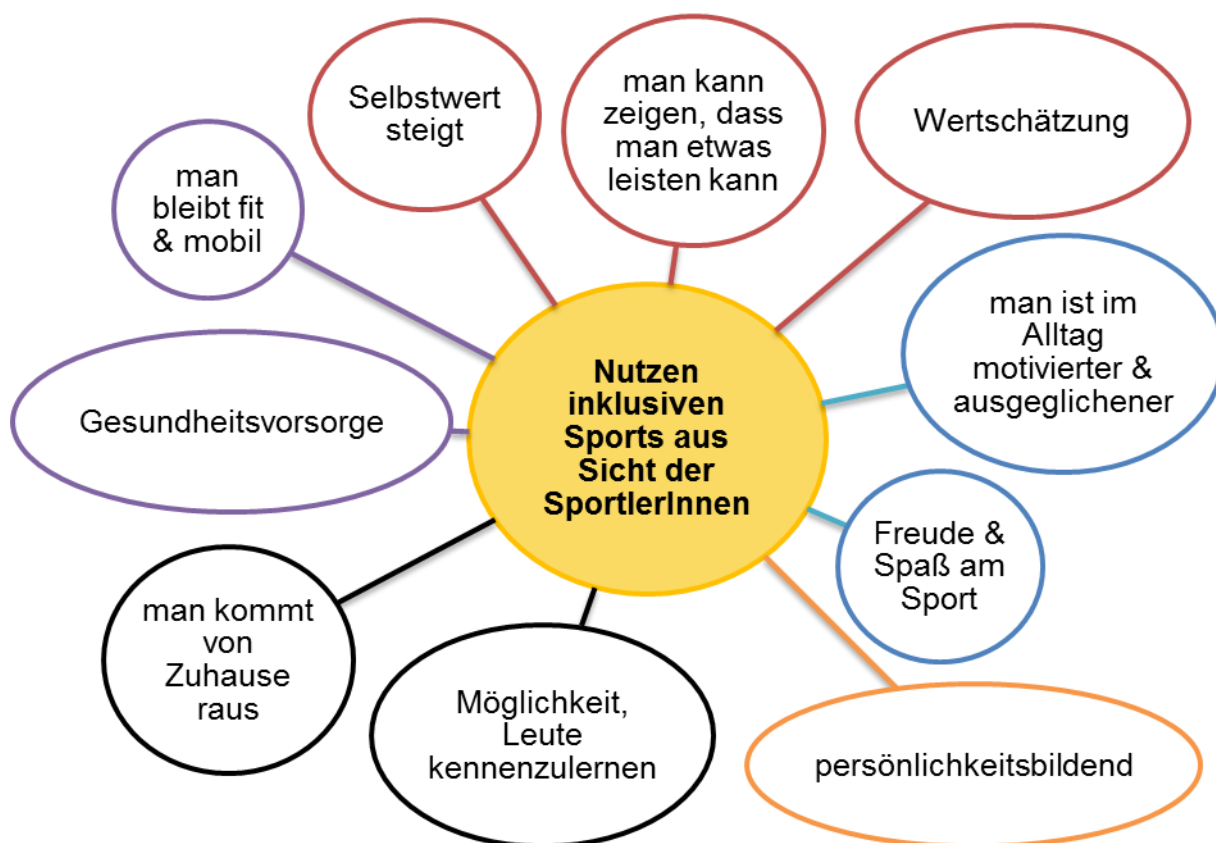 Selbstwert
steigt
man kann
zeigen, dass
man etwas
leisten kann
Wertschätzung
man
bleibt fit
& mobil
man ist im
Alltag
motivierter &
ausgeglichener
Gesundheitsvorsorge
Nutzen
inklusiven
Sports aus
Sicht der
SportlerInnen
Freude &
Spaß am
Sport
man kommt
von
Zuhause
raus
Möglichkeit,
Leute
kennenzulernen
persönlichkeitsbildend